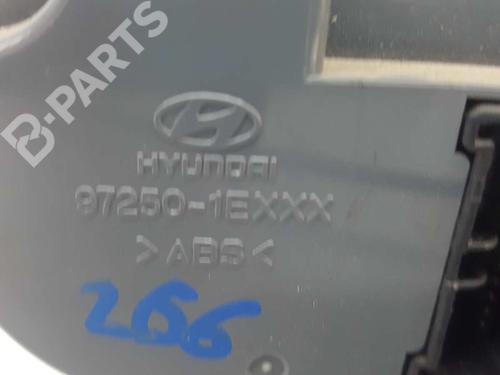 B-PARTS
HYUNDAI
97250-1EXXX
>ABS<
266